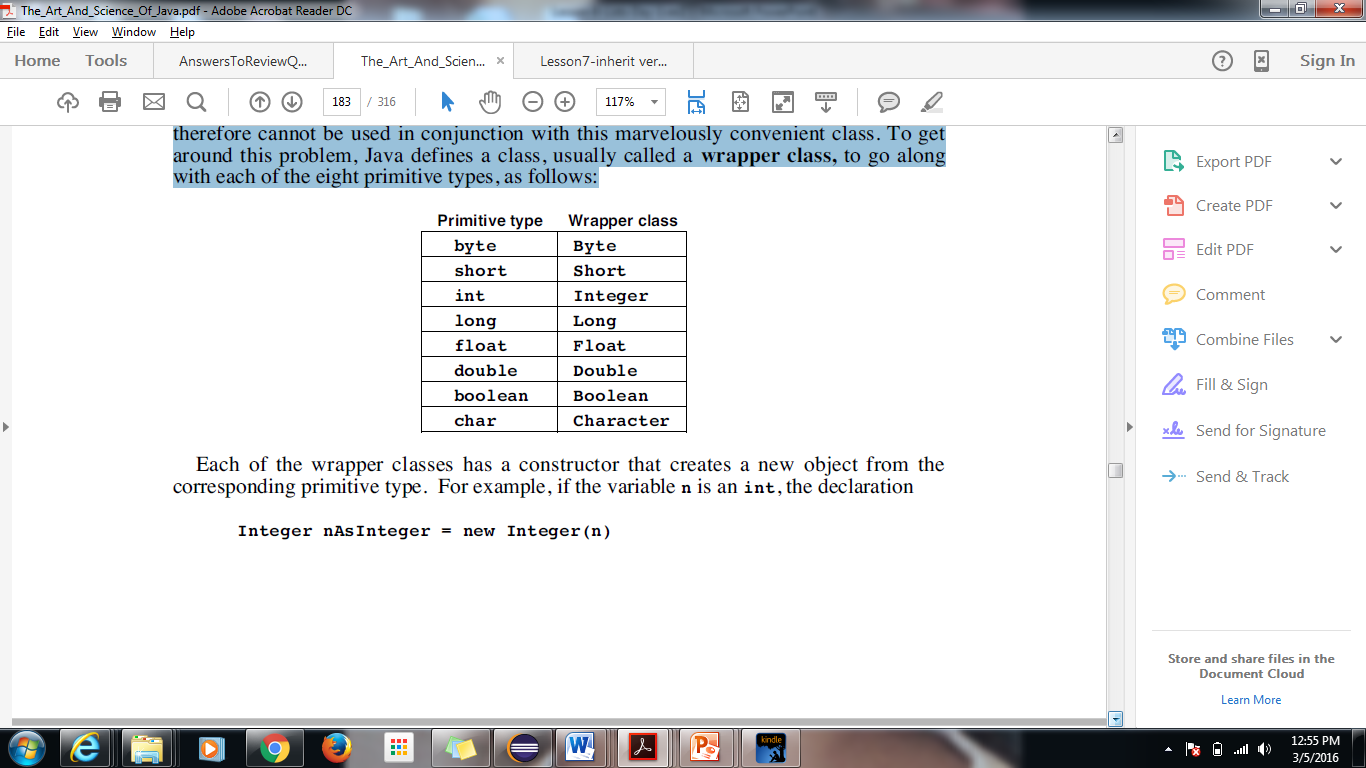 The_Art_And_Science_Of_Java.pdf - Adobe Acrobat Reader DC
File Edit View Window Help
Home Tools AnswersToReviewQ... The_Art_And_Scien... × Lesson7-inherit ver... Sign In
183 / 316 117%
therefore cannot be used in conjunction with this marvelously convenient class. To get
around this problem, Java defines a class, usually called a wrapper class, to go along
with each of the eight primitive types, as follows:
Primitive type Wrapper class
byte Byte
short Short
int Integer
long Long
float Float
double Double
boolean Boolean
char Character
Each of the wrapper classes has a constructor that creates a new object from the
corresponding primitive type. For example, if the variable n is an int, the declaration
Integer nAsInteger = new Integer(n)
Export PDF
Create PDF
Edit PDF
Comment
Combine Files
Fill & Sign
Send for Signature
Send & Track
Store and share files in the
Document Cloud
Learn More
kindle
12:55 PM
3/5/2016